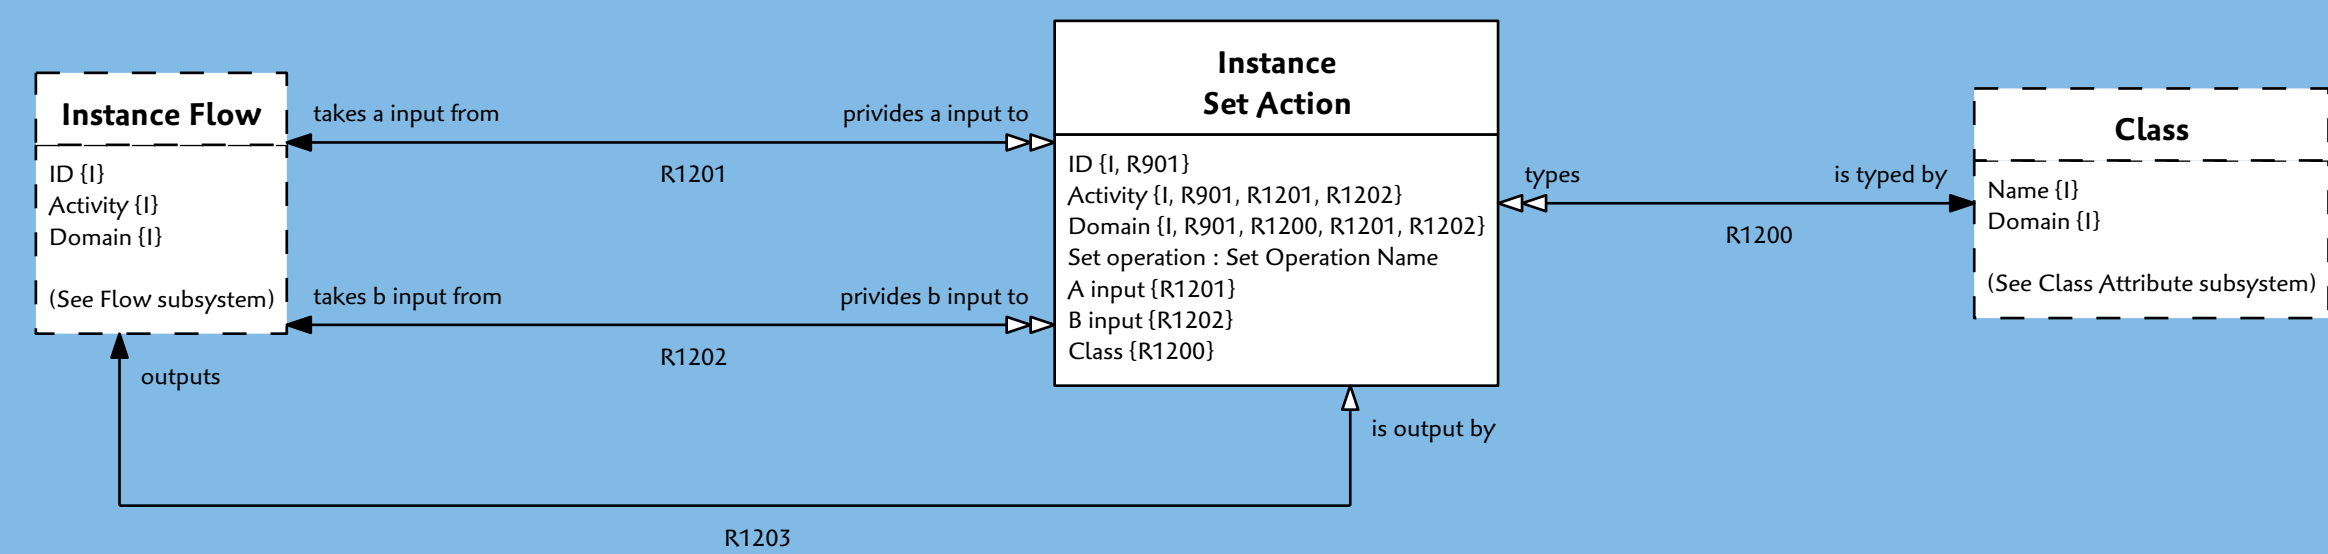 Instance Flow
ID {I}
Activity {I}
Domain {I}
(See Flow subsystem)
takes a input from
privides a input to
R1201
takes b input from
privides b input to
R1202
outputs
Instance
Set Action
ID {I, R901}
Activity {I, R901, R1201, R1202}
Domain {I, R901, R1200, R1201, R1202}
Set operation : Set Operation Name
A input {R1201}
B input {R1202}
Class {R1200}
is output by
R1203
types
is typed by
R1200
Class
Name {I}
Domain {I}
(See Class Attribute subsystem)